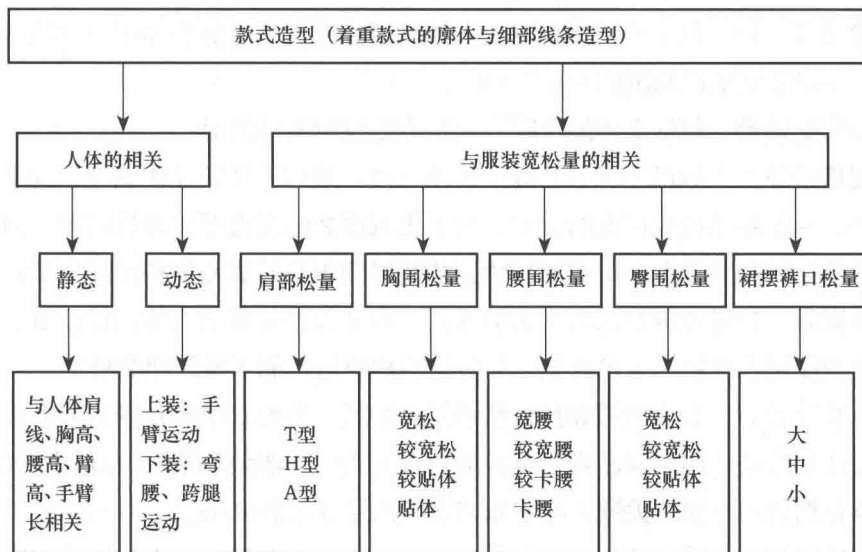 款式造型（着重款式的廓体与细部线条造型）
人体的相关
与服装宽松量的相关
静态
动态
肩部松量
胸围松量
腰围松量
臀围松量
裙摆裤口松量
与人体肩
线、胸高、
腰高、臀
高、手臂
长相关
上装：手
臂运动
下装：弯
腰、跨腿
运动
T型
H型
A型
宽松
较宽松
较贴体
贴体
宽腰
较宽腰
较卡腰
卡腰
宽松
较宽松
较贴体
贴体
大
中
小